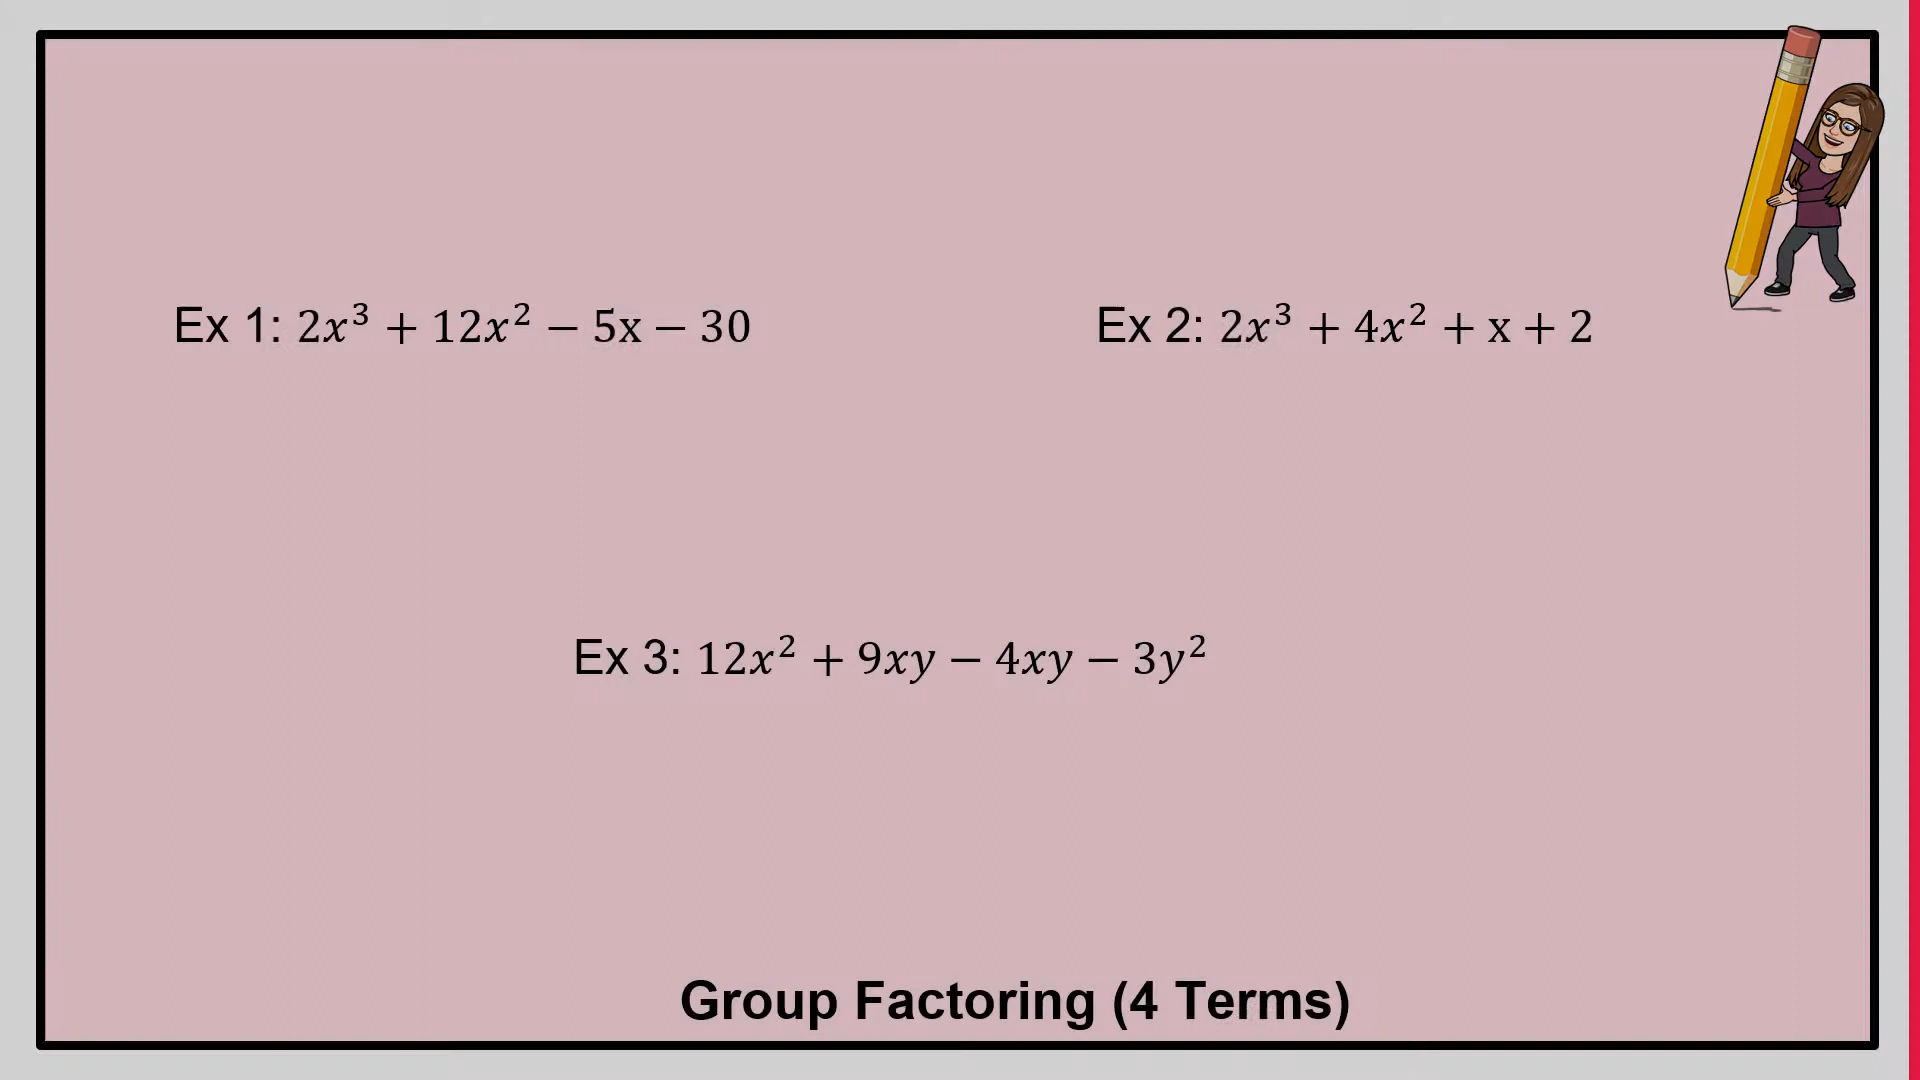 Ex 1: 2x³ + 12x² − 5x − 30
Ex 2: 2x³ + 4x² + x + 2
Ex 3: 12x² + 9xy − 4xy − 3y²
Group Factoring (4 Terms)